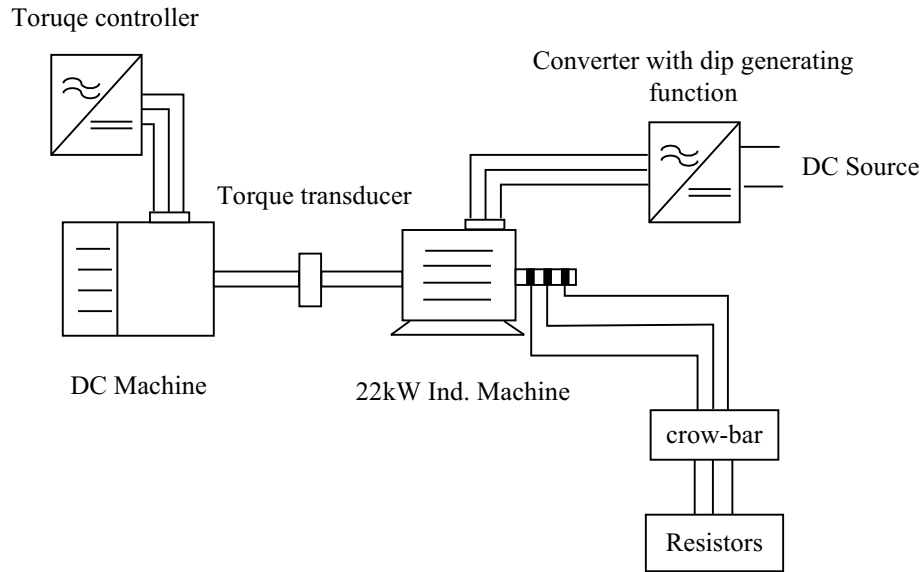 Toruqe controller
Converter with dip generating
function
DC Source
Torque transducer
DC Machine
22kW Ind. Machine
crow-bar
Resistors